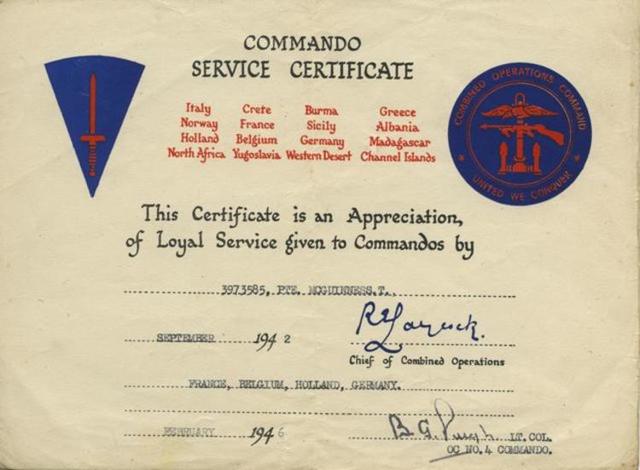 COMMANDO
SERVICE CERTIFICATE
Italy Crete Burma Greece
Norway France Sicily Albania
Holland Belgium Germany Madagascar
North Africa Yugoslavia Western Desert Channel Islands
COMBINED OPERATIONS COMMAND
UNITED WE CONQUER
This Certificate is an Appreciation,
of Loyal Service given to Commandos by
3973585, PTE. MCGUINNESS.T.
SEPTEMBER 1942
Chief of Combined Operations
FRANCE, BELGIUM, HOLLAND, GERMANY.
FEBRUARY 1946
LT. COL.
OC NO.4 COMMANDO.